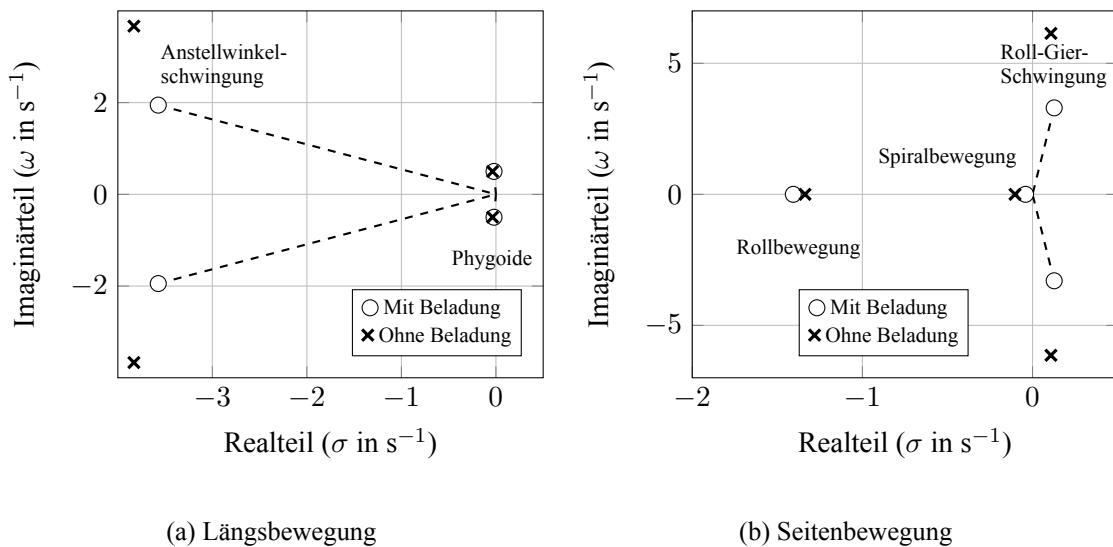 Imaginärteil (ω in s⁻¹)
2
0
−2
Anstellwinkel-
schwingung
Phygoide
Mit Beladung
Ohne Beladung
−3
−2
−1
0
Realteil (σ in s⁻¹)
(a) Längsbewegung
Imaginärteil (ω in s⁻¹)
5
0
−5
Roll-Gier-
Schwingung
Spiralbewegung
Rollbewegung
Mit Beladung
Ohne Beladung
−2
−1
0
Realteil (σ in s⁻¹)
(b) Seitenbewegung